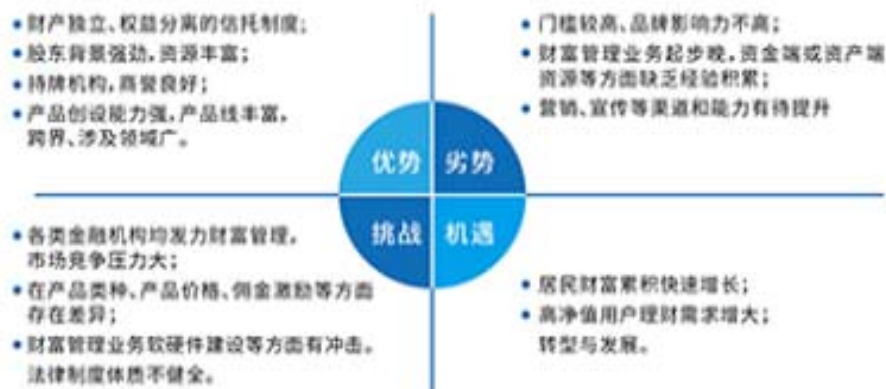 财产独立、权益分离的信托制度；
股东背景强劲，资源丰富；
持牌机构，商誉良好；
产品创设能力强，产品线丰富，
跨界、涉及领域广。
门槛较高、品牌影响力不高；
财富管理业务起步晚，资金端或资产端
资源等方面缺乏经验积累；
营销、宣传等渠道和能力有待提升
优势
劣势
挑战
机遇
各类金融机构均发力财富管理，
市场竞争压力大；
在产品类种、产品价格、佣金激励等方面
存在差异；
财富管理业务软硬件建设等方面有冲击。
法律制度体质不健全。
居民财富累积快速增长；
高净值用户理财需求增大；
转型与发展。